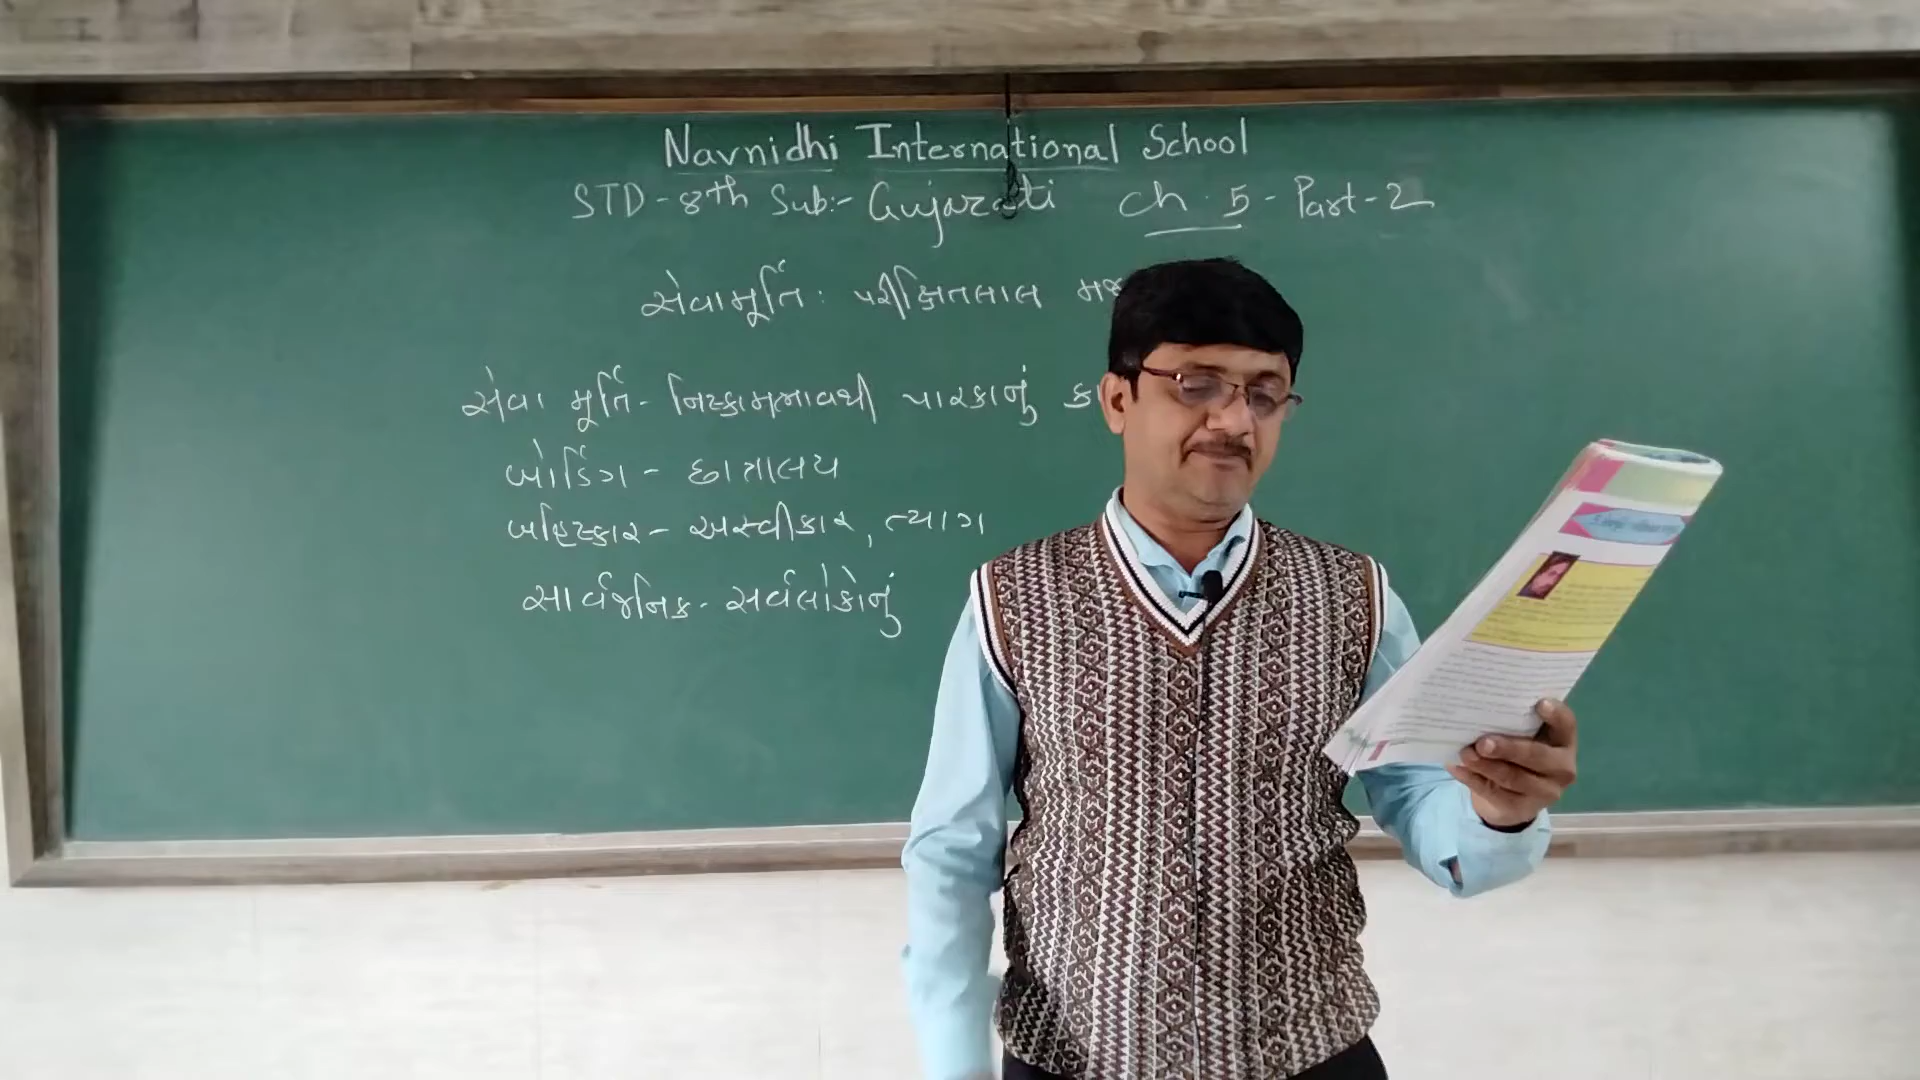 Navnidhi International School
STD-8th Sub:- Gujarati Ch. 5 - Part-2
સેવામૂર્તિ: પરીક્ષિતલાલ
સેવા મૂર્તિ - નિષ્કામભાવથી પારકાનું
બોર્ડિંગ - છાત્રાલય
બહિષ્કાર - અસ્વીકાર, ત્યાગ
સાર્વજનિક - સર્વલોકોનું